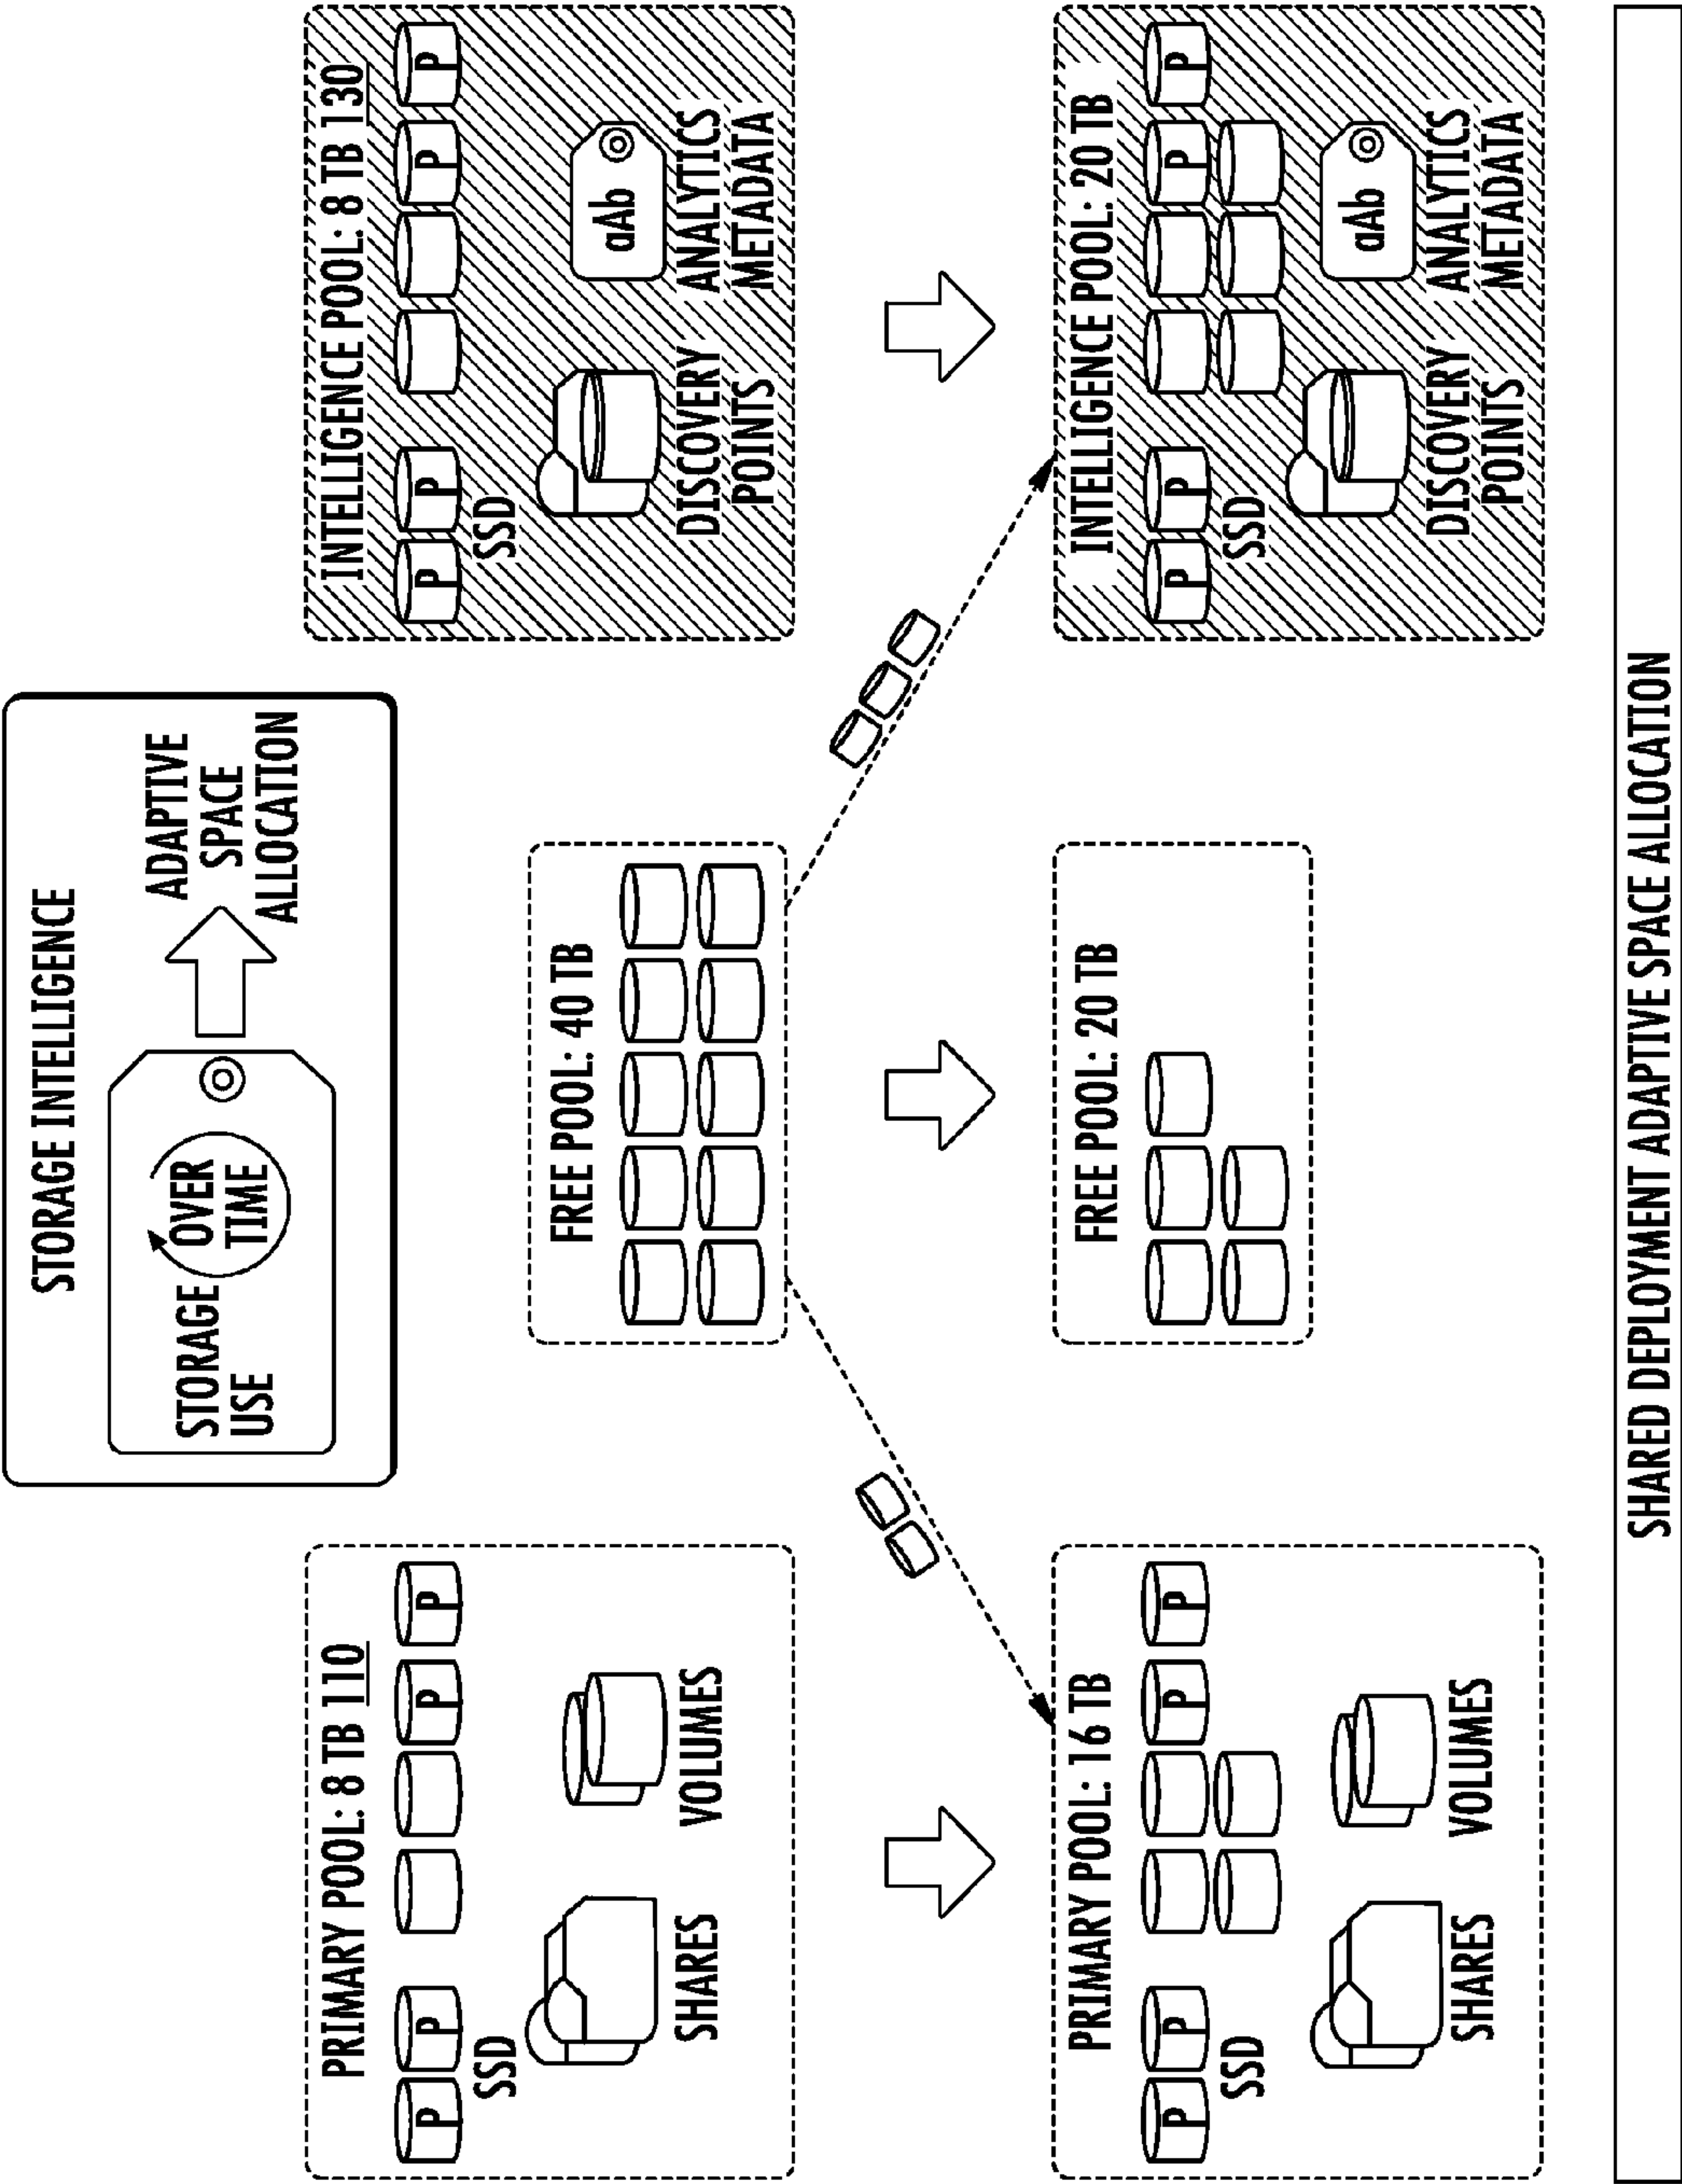 STORAGE INTELLIGENCE
STORAGE
USE
OVER
TIME
ADAPTIVE
SPACE
ALLOCATION
PRIMARY POOL: 8 TB 110
P P P P
SSD
SHARES
VOLUMES
FREE POOL: 40 TB
INTELLIGENCE POOL: 8 TB 130
P P P P
SSD
DISCOVERY
POINTS
aAb
ANALYTICS
METADATA
PRIMARY POOL: 16 TB
P P P P
SSD
SHARES
VOLUMES
FREE POOL: 20 TB
INTELLIGENCE POOL: 20 TB
P P P P
SSD
DISCOVERY
POINTS
aAb
ANALYTICS
METADATA
SHARED DEPLOYMENT ADAPTIVE SPACE ALLOCATION